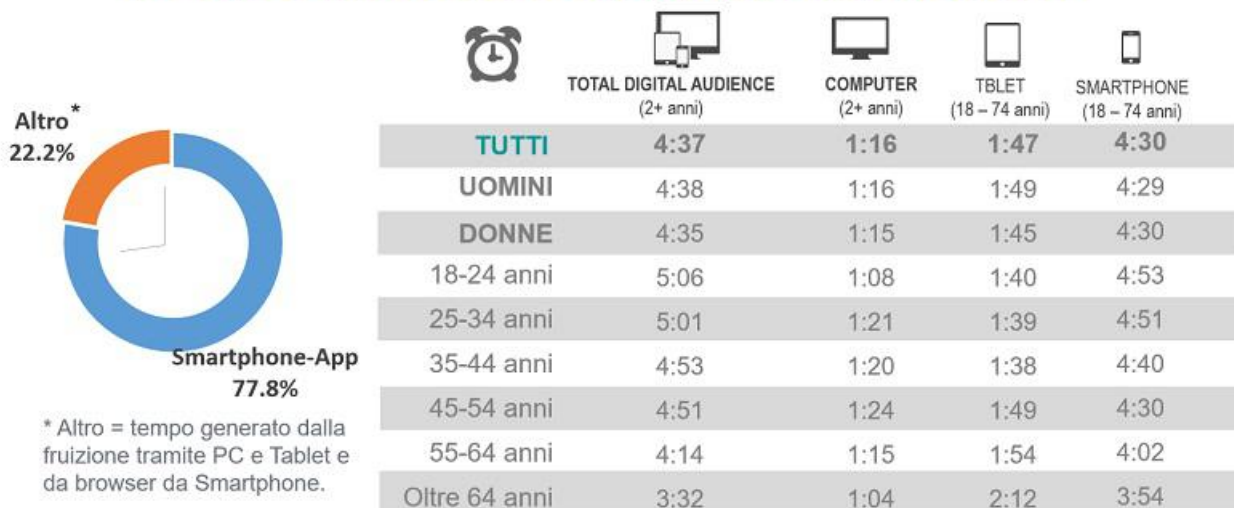 TOTAL DIGITAL AUDIENCE COMPUTER TBLET SMARTPHONE
(2+ anni) (2+ anni) (18 – 74 anni) (18 – 74 anni)
TUTTI 4:37 1:16 1:47 4:30
UOMINI 4:38 1:16 1:49 4:29
DONNE 4:35 1:15 1:45 4:30
18-24 anni 5:06 1:08 1:40 4:53
25-34 anni 5:01 1:21 1:39 4:51
35-44 anni 4:53 1:20 1:38 4:40
45-54 anni 4:51 1:24 1:49 4:30
55-64 anni 4:14 1:15 1:54 4:02
Oltre 64 anni 3:32 1:04 2:12 3:54
Altro*
22.2%
Smartphone-App
77.8%
* Altro = tempo generato dalla
fruizione tramite PC e Tablet e
da browser da Smartphone.